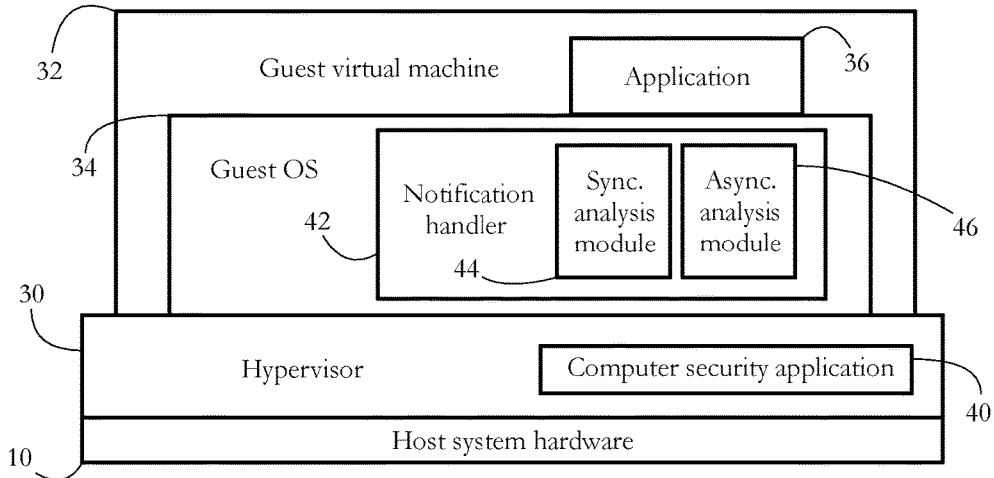 32
Guest virtual machine
Application
36
34
Guest OS
42
Notification
handler
Sync.
analysis
module
44
Async.
analysis
module
46
30
Hypervisor
Computer security application
40
Host system hardware
10